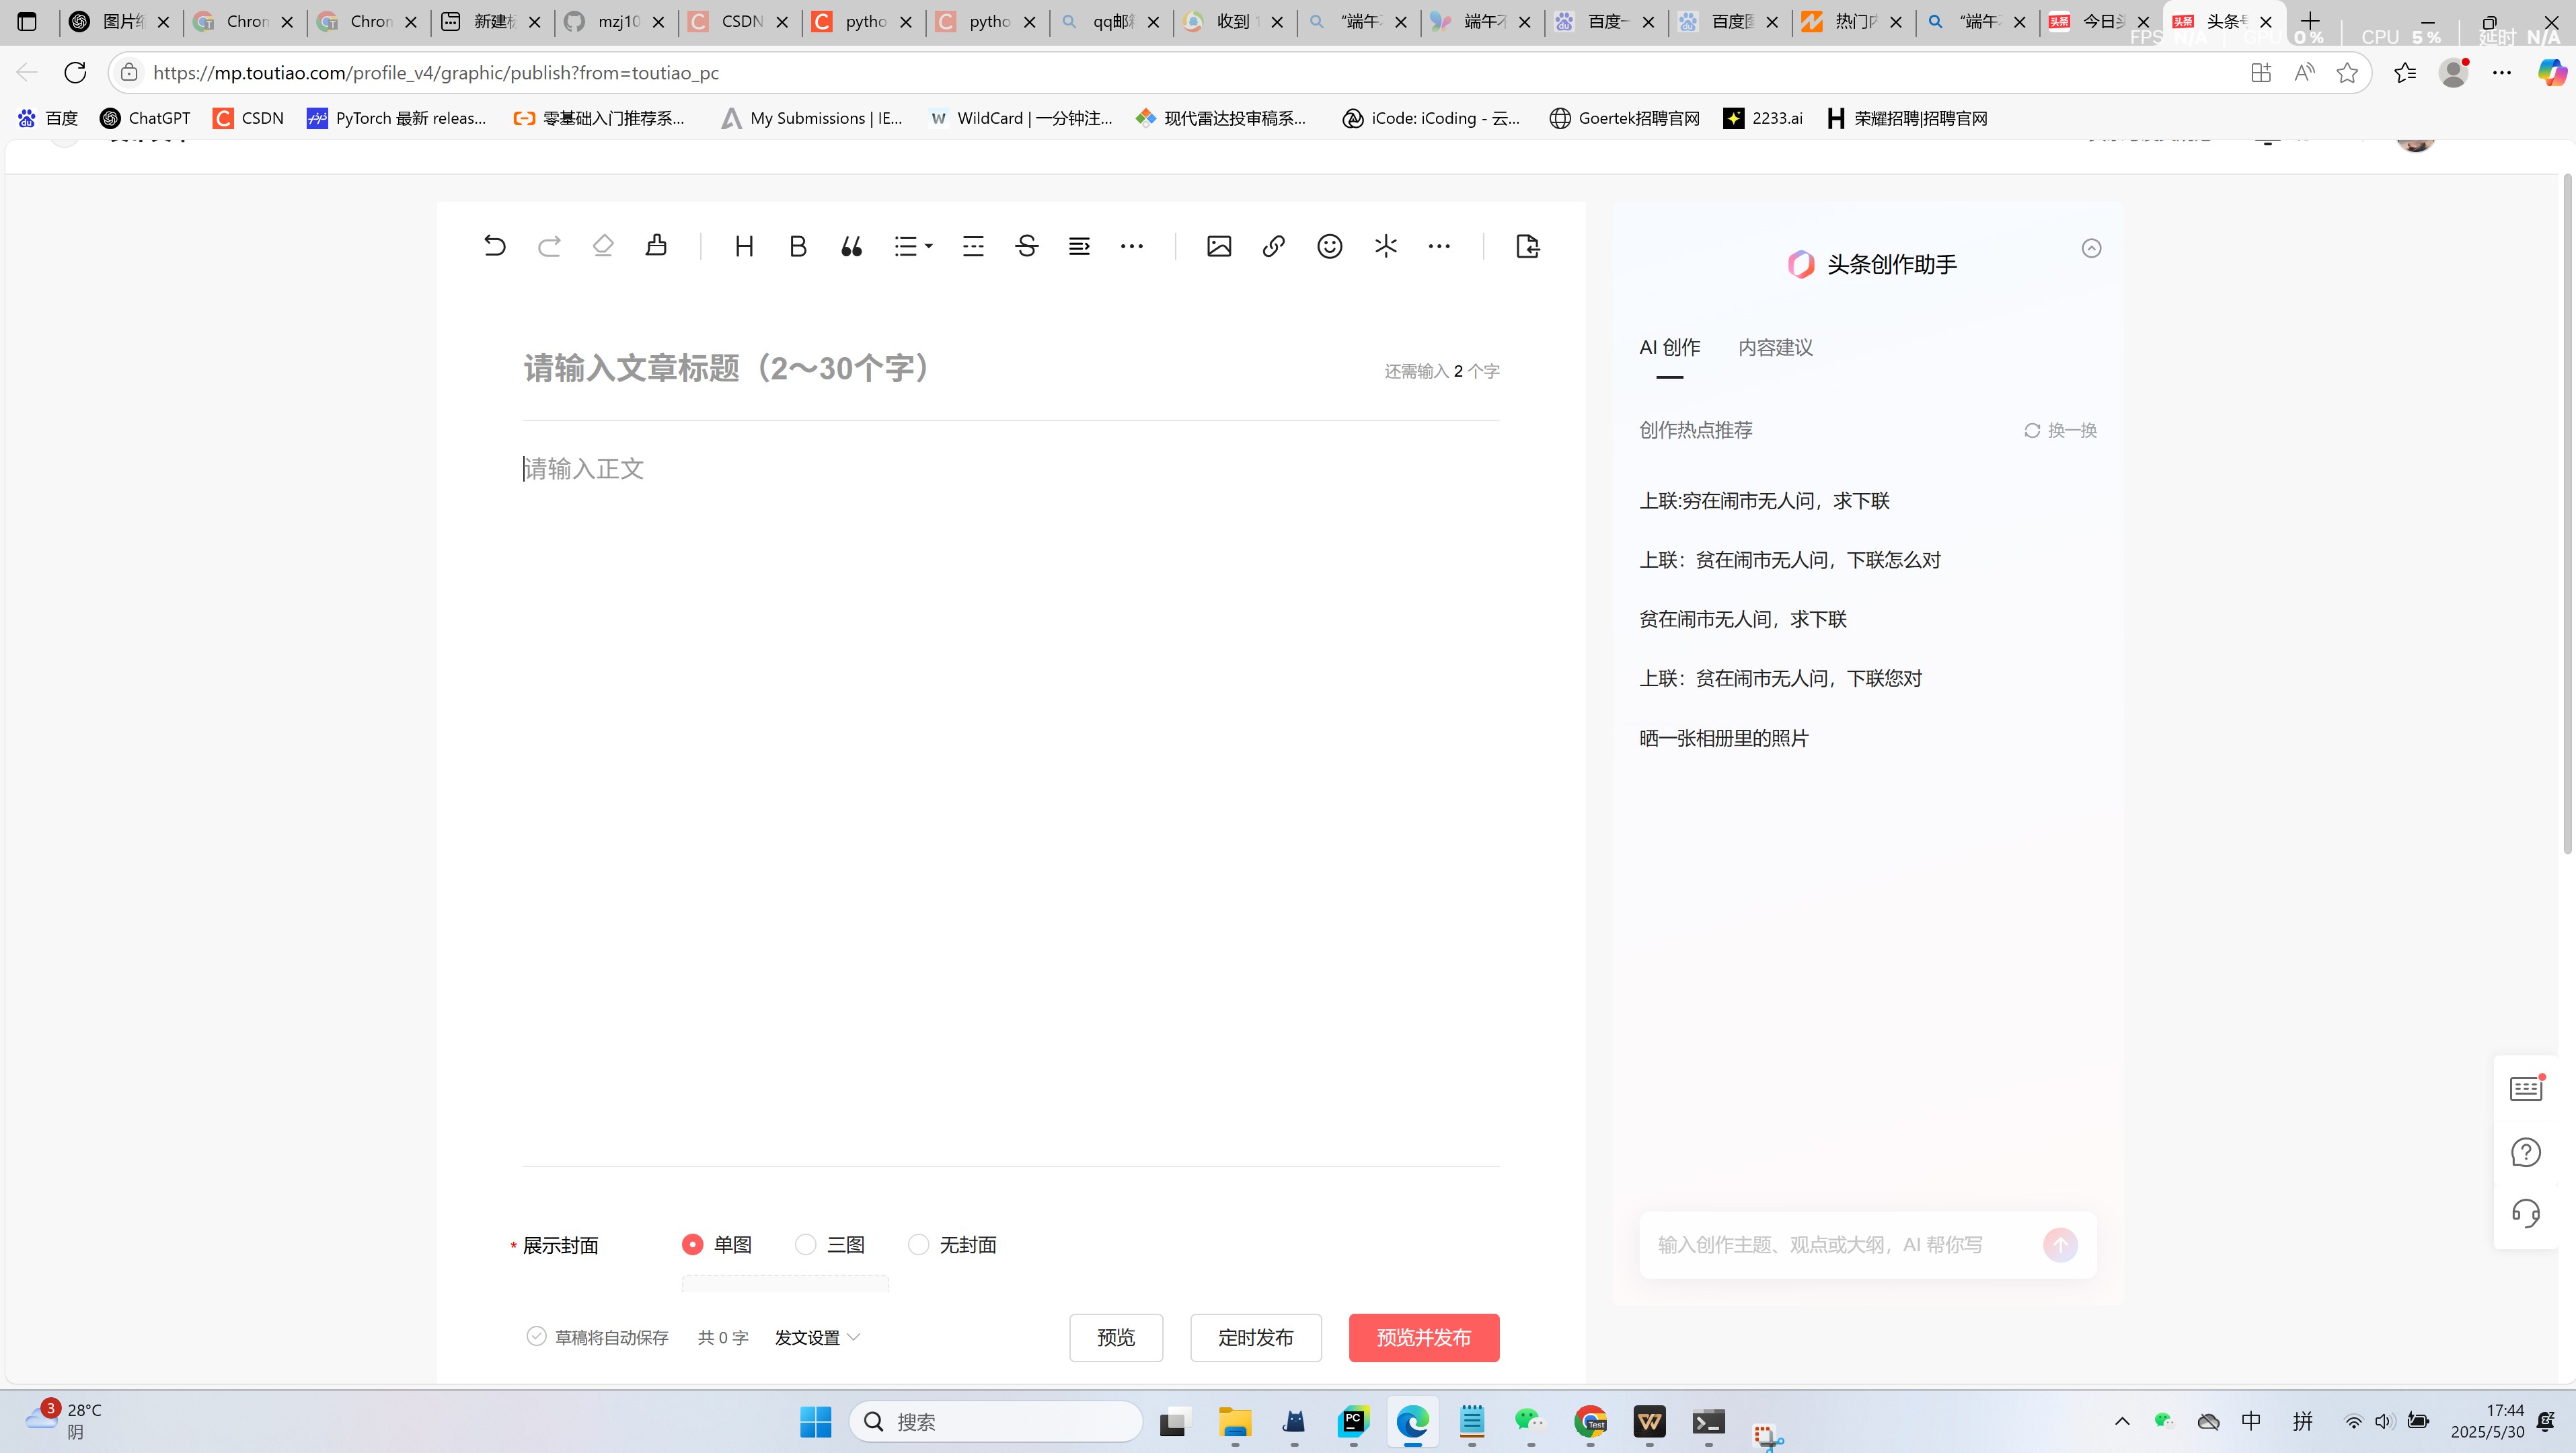 图片 Chron Chron 新建 mzj10 CSDN pytho pytho qq邮 收到 “端午 端午不 百度一 百度图 热门内 “端午 今日头 头条号
FPS N/A GPU 0% CPU 5% 延时 N/A
https://mp.toutiao.com/profile_v4/graphic/publish?from=toutiao_pc
百度 ChatGPT CSDN PyTorch 最新 releas... 零基础入门推荐系... My Submissions | IE... WildCard | 一分钟注... 现代雷达投审稿系... iCode: iCoding - 云... Goertek招聘官网 2233.ai 荣耀招聘|招聘官网
头条创作助手
请输入文章标题（2～30个字）
还需输入 2 个字
请输入正文
AI 创作 内容建议
创作热点推荐 换一换
上联:穷在闹市无人问，求下联
上联：贫在闹市无人问，下联怎么对
贫在闹市无人间，求下联
上联：贫在闹市无人问，下联您对
晒一张相册里的照片
输入创作主题、观点或大纲，AI 帮你写
* 展示封面 单图 三图 无封面
草稿将自动保存 共 0 字 发文设置 预览 定时发布 预览并发布
3 28°C
阴
搜索
PC
Test
中 拼
17:44
2025/5/30